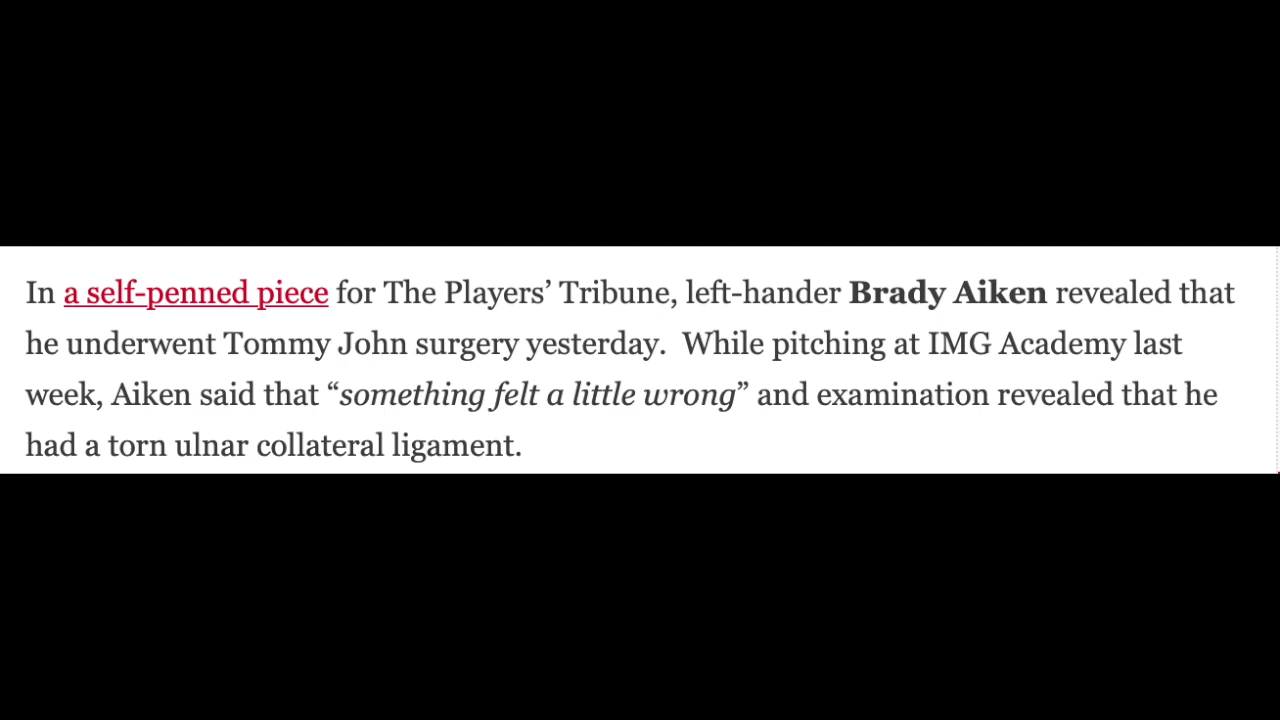 In a self-penned piece for The Players’ Tribune, left-hander Brady Aiken revealed that
he underwent Tommy John surgery yesterday.  While pitching at IMG Academy last
week, Aiken said that “something felt a little wrong” and examination revealed that he
had a torn ulnar collateral ligament.